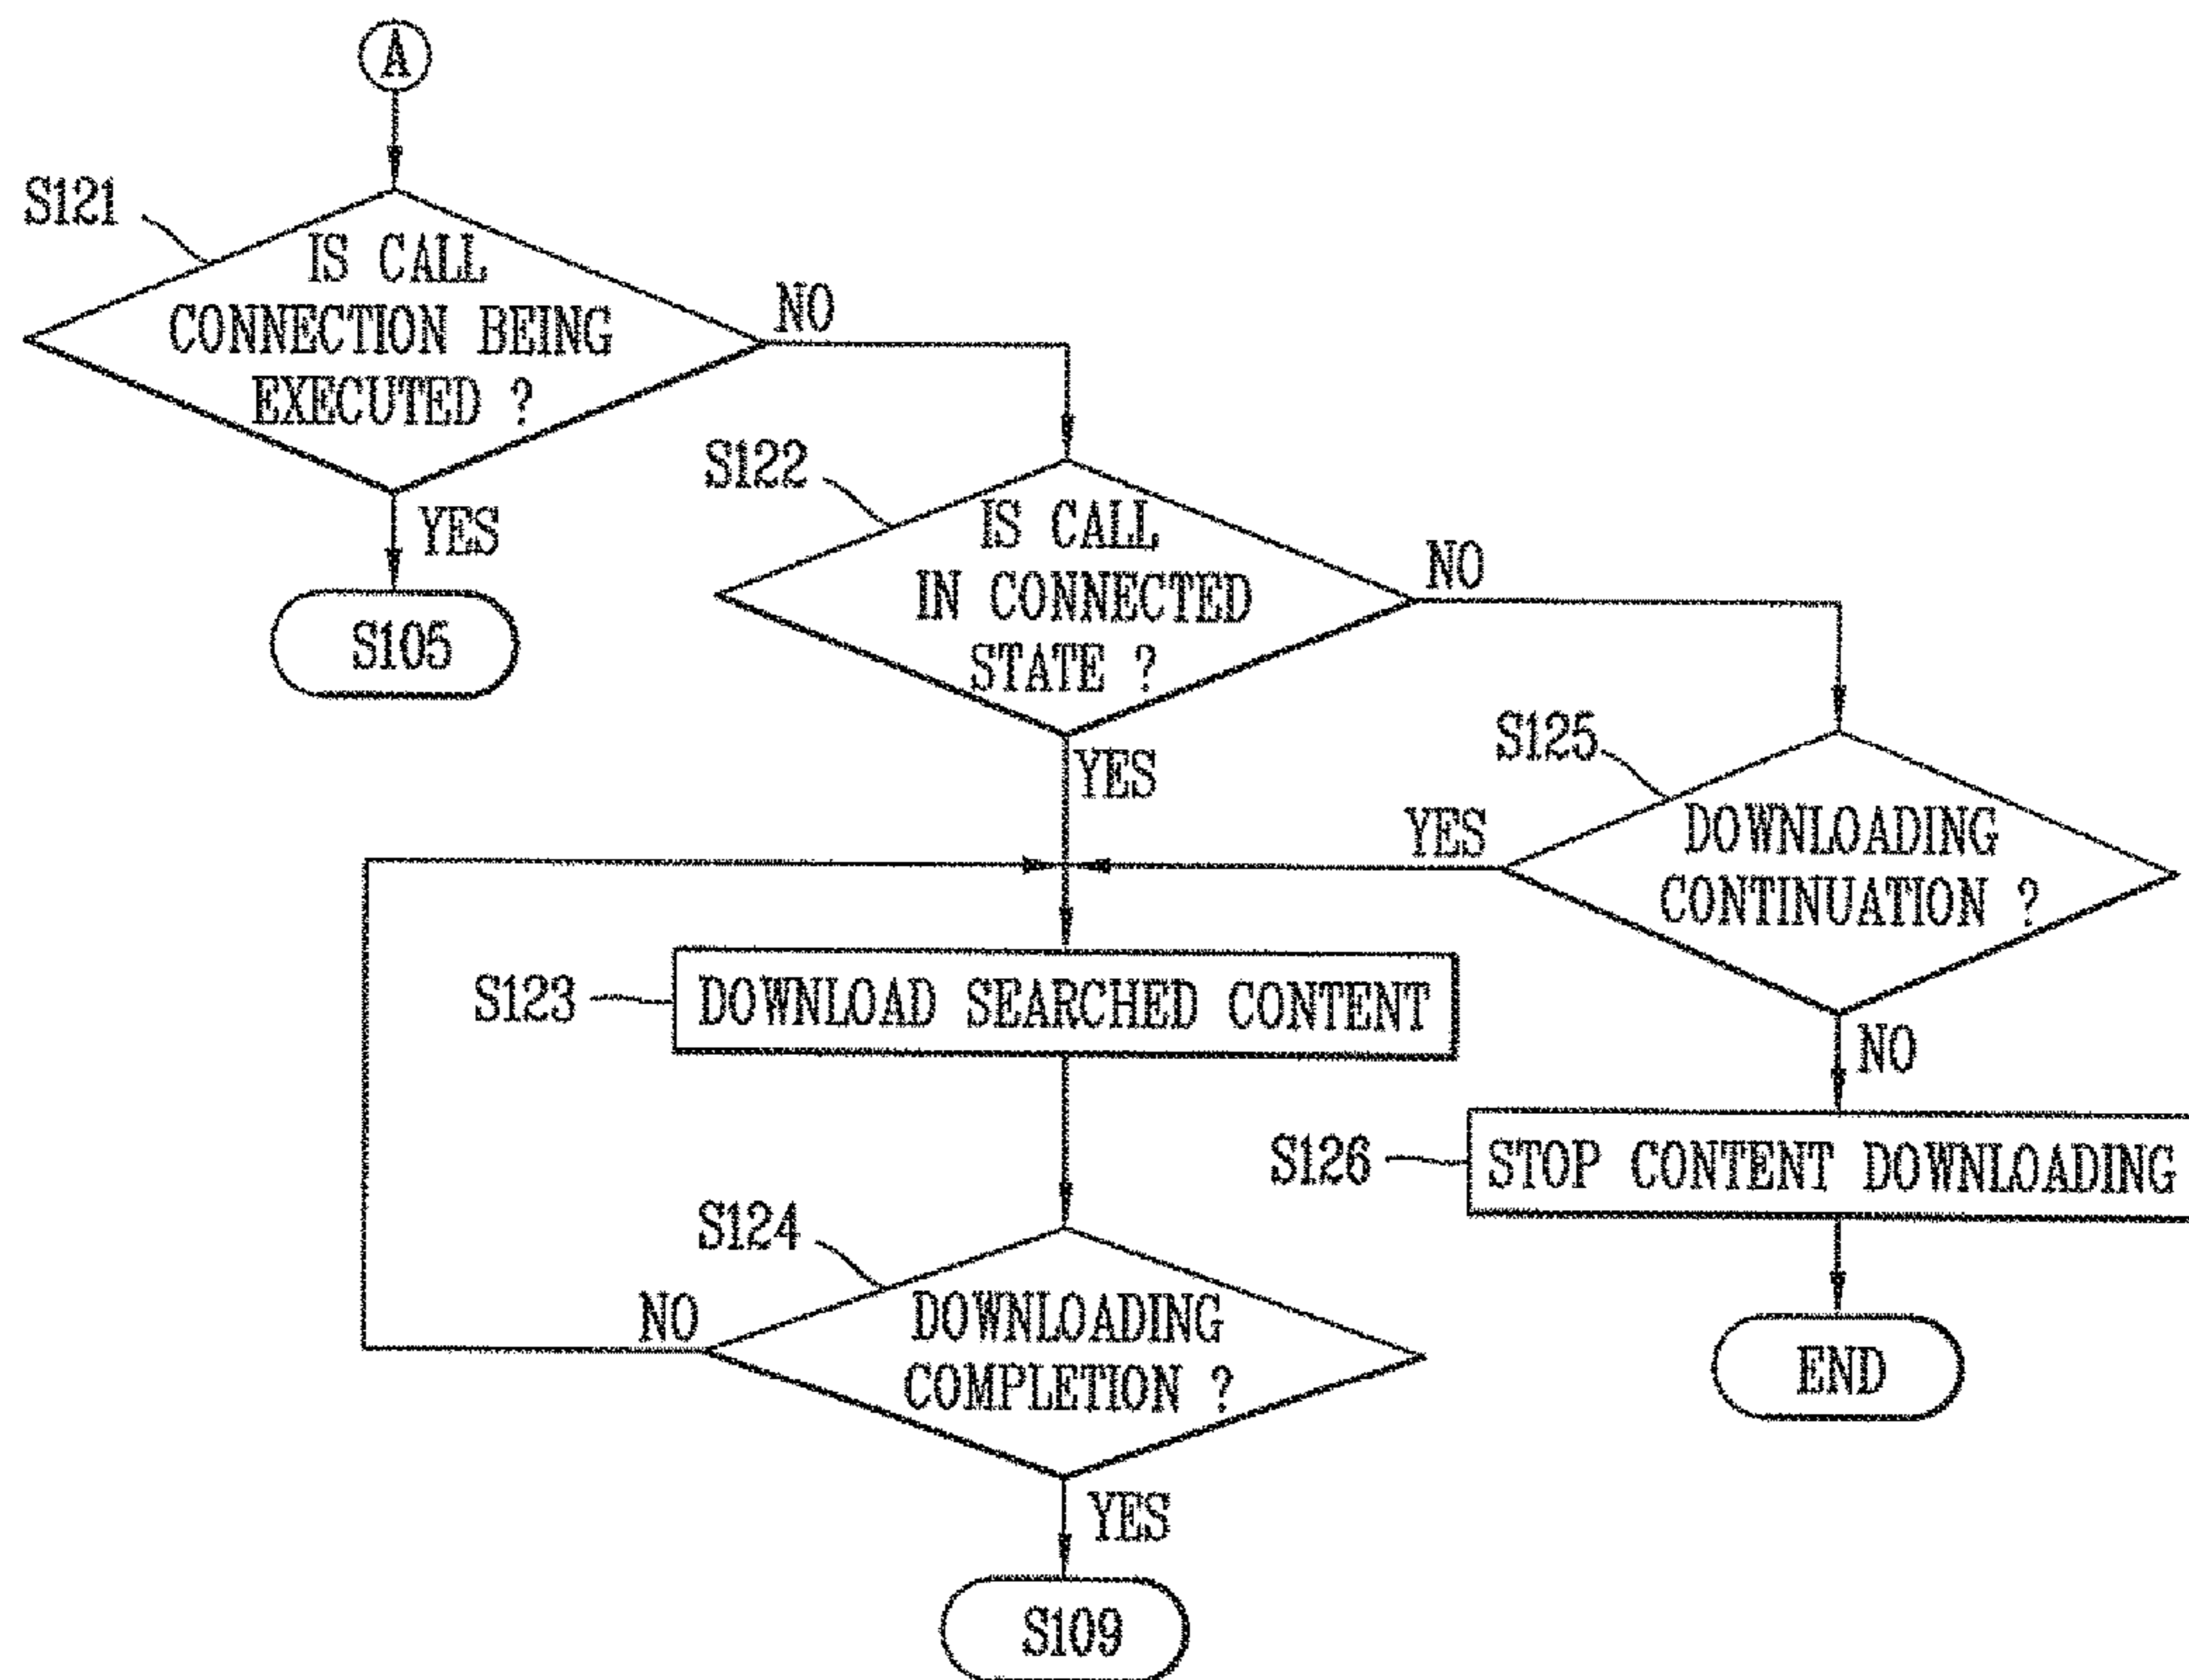 A
S121
IS CALL
CONNECTION BEING
EXECUTED ?
NO
YES
S105
S122
IS CALL
IN CONNECTED
STATE ?
NO
YES
S125
DOWNLOADING
CONTINUATION ?
YES
NO
S123
DOWNLOAD SEARCHED CONTENT
S126
STOP CONTENT DOWNLOADING
S124
DOWNLOADING
COMPLETION ?
NO
YES
END
S109